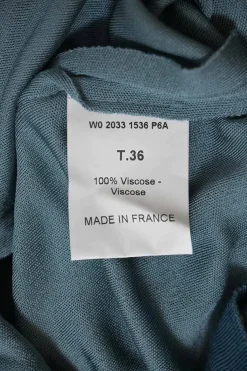 W0 2033 1536 P6A
T.36
100% Viscose -
Viscose
MADE IN FRANCE